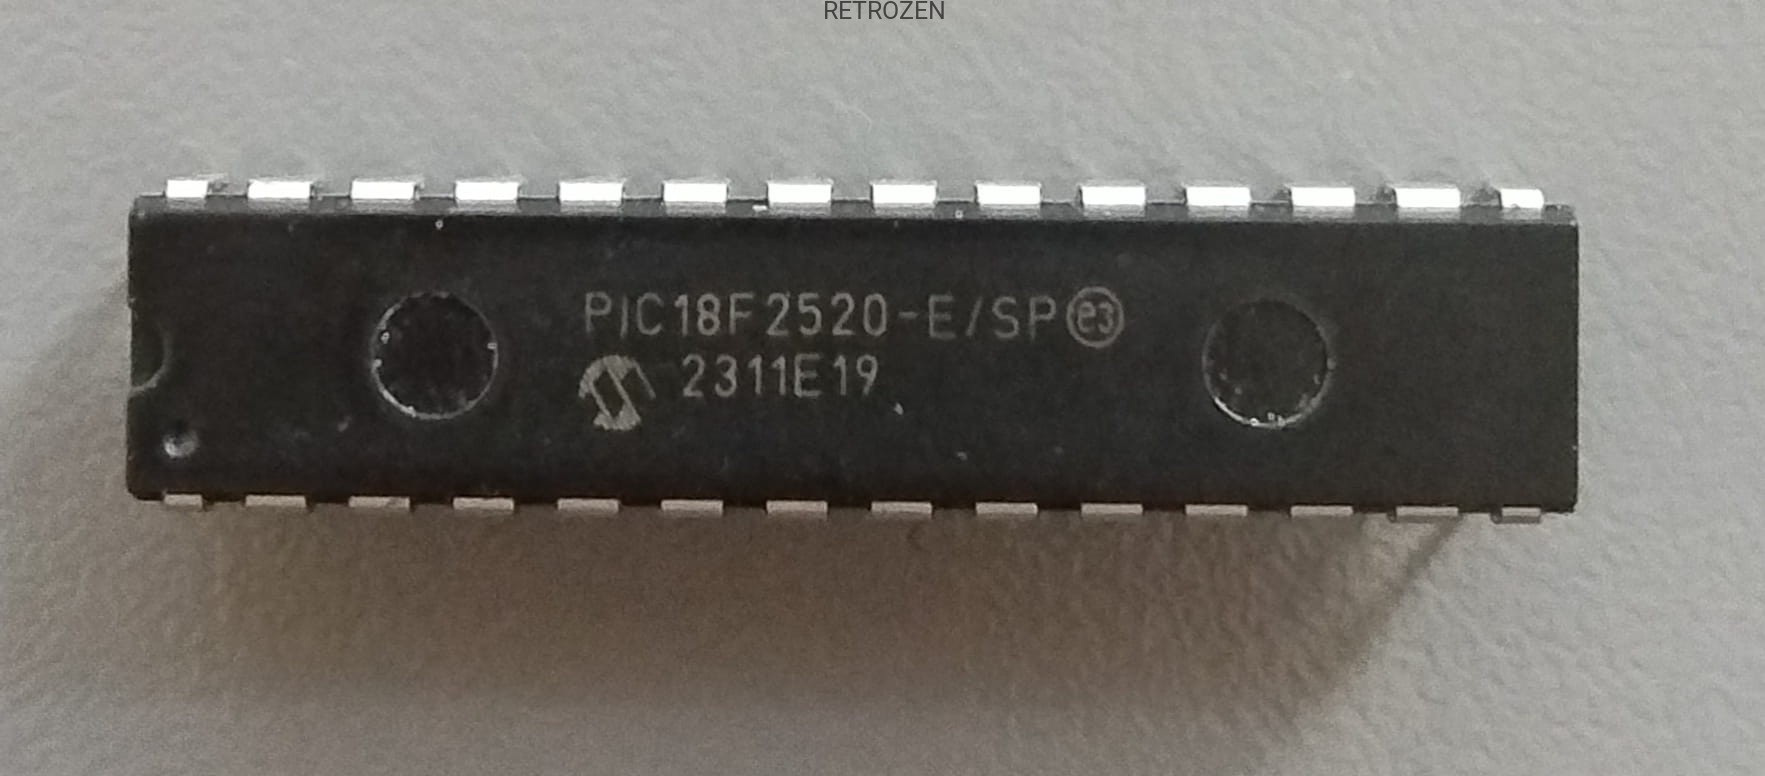 RETROZEN
PIC18F2520-E/SP e3
2311E19